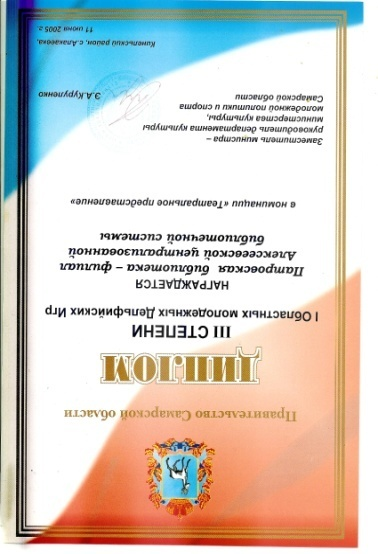 Правительство Самарской области
ДИПЛОМ
III СТЕПЕНИ
I Областных молодежных Дельфийских Игр
НАГРАЖДАЕТСЯ
Патровская библиотека – филиал
Алексеевской централизованной
библиотечной системы
в номинации «Театральное представление»
Заместитель министра –
руководитель департамента культуры
министерства культуры,
молодежной политики и спорта
Самарской области
Э.А.Куруленко
Кинельский район, с.Алакаевка,
11 июня 2005 г.